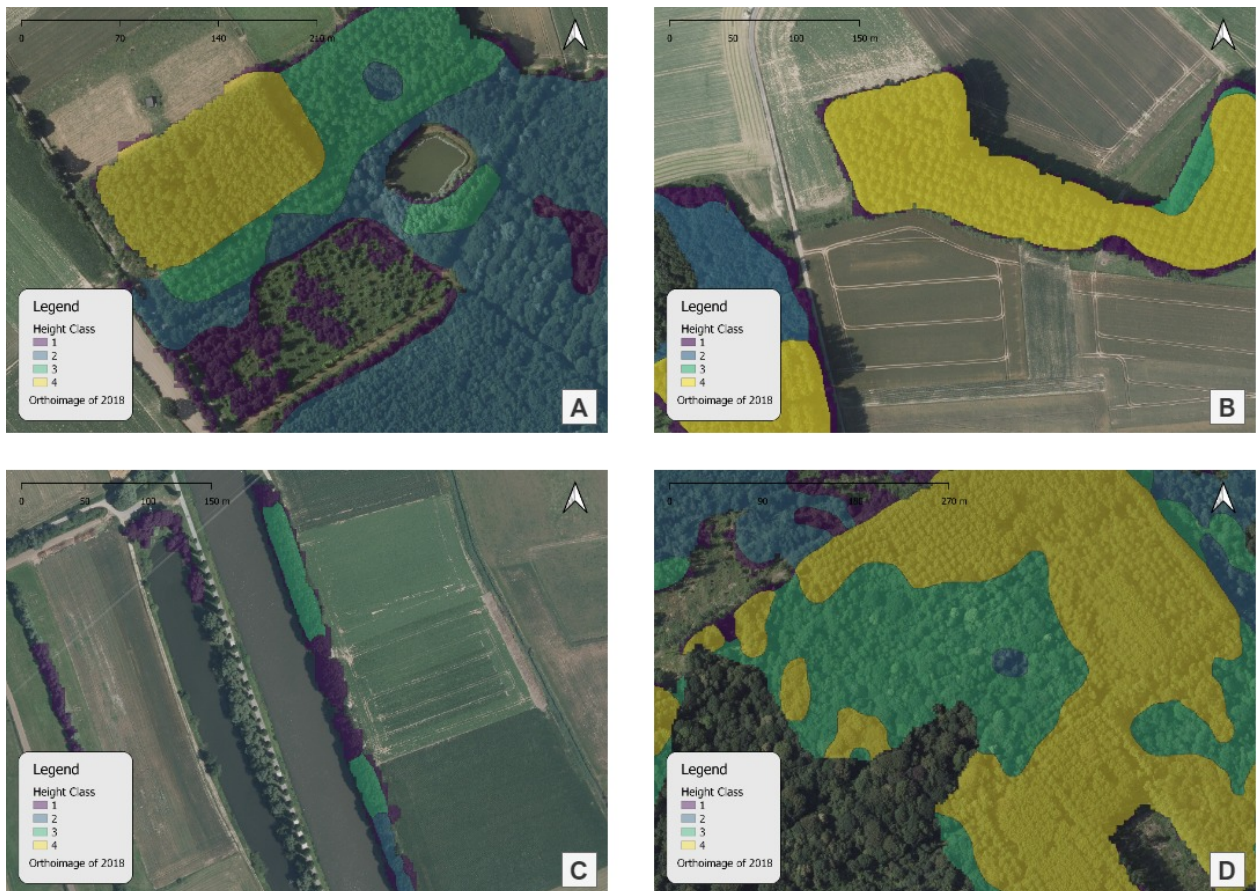 0 70 140 210 m
Legend
Height Class
1
2
3
4
Orthoimage of 2018
A
0 50 100 150 m
Legend
Height Class
1
2
3
4
Orthoimage of 2018
B
0 50 100 150 m
Legend
Height Class
1
2
3
4
Orthoimage of 2018
C
0 90 180 270 m
Legend
Height Class
1
2
3
4
Orthoimage of 2018
D